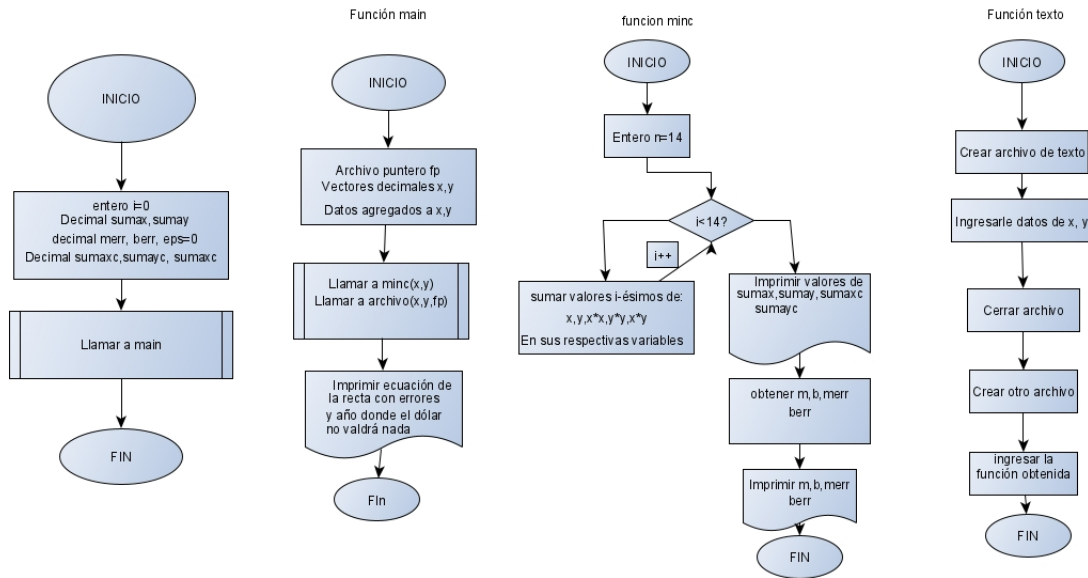 INICIO
entero i=0
Decimal sumax,sumay
decimal merr, berr, eps=0
Decimal sumaxc,sumayc, sumaxc
Llamar a main
FIN
Función main
INICIO
Archivo puntero fp
Vectores decimales x,y
Datos agregados a x,y
Llamar a minc(x,y)
Llamar a archivo(x,y,fp)
Imprimir ecuación de
la recta con errores
y año donde el dólar
no valdrá nada
FIn
funcion minc
INICIO
Entero n=14
i<14?
i++
sumar valores i-ésimos de:
x,y,x*x,y*y,x*y
En sus respectivas variables
Imprimir valores de
sumax,sumay,sumaxc
sumayc
obtener m,b,merr
berr
Imprimir m,b,merr
berr
FIN
Función texto
INICIO
Crear archivo de texto
Ingresarle datos de x, y
Cerrar archivo
Crear otro archivo
ingresar la
función obtenida
FIN